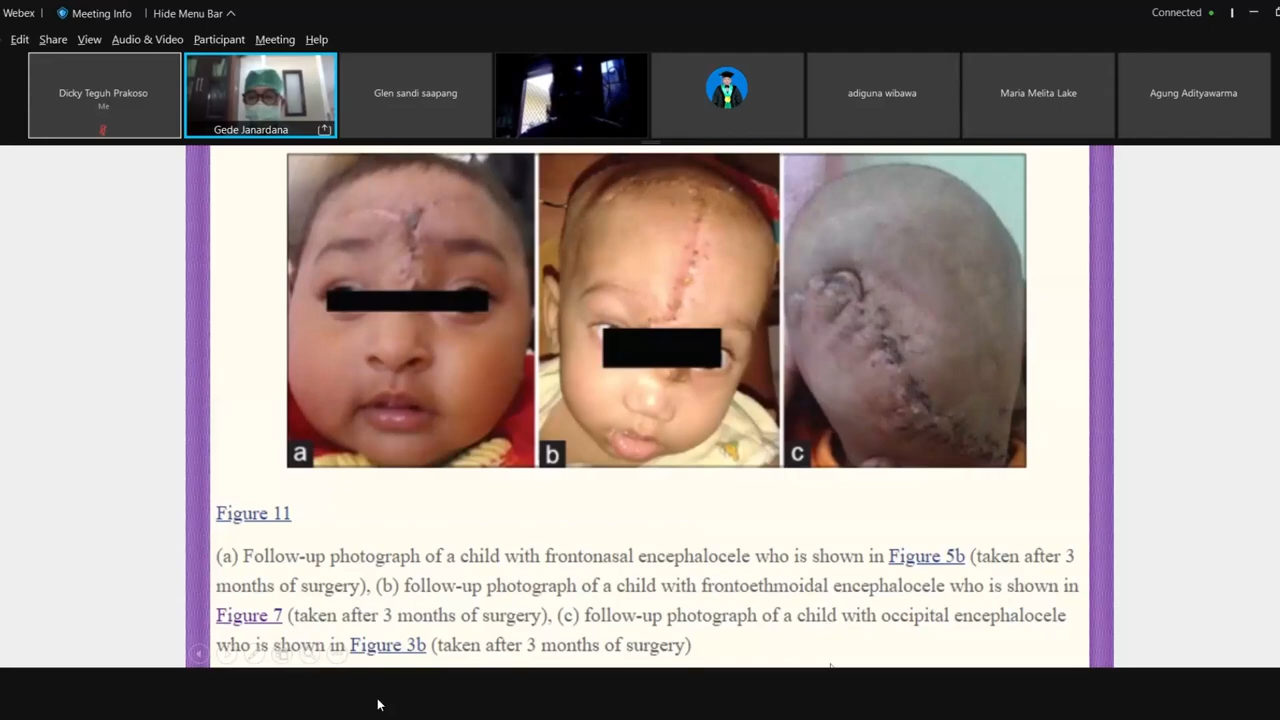 Webex
Meeting Info
Hide Menu Bar
Connected
Edit Share View Audio & Video Participant Meeting Help
Dicky Teguh Prakoso
Me
Gede Janardana
Glen sandi saapang
adiguna wibawa
Maria Melita Lake
Agung Adityawarma
a
b
c
Figure 11
(a) Follow-up photograph of a child with frontonasal encephalocele who is shown in Figure 5b (taken after 3
months of surgery), (b) follow-up photograph of a child with frontoethmoidal encephalocele who is shown in
Figure 7 (taken after 3 months of surgery), (c) follow-up photograph of a child with occipital encephalocele
who is shown in Figure 3b (taken after 3 months of surgery)